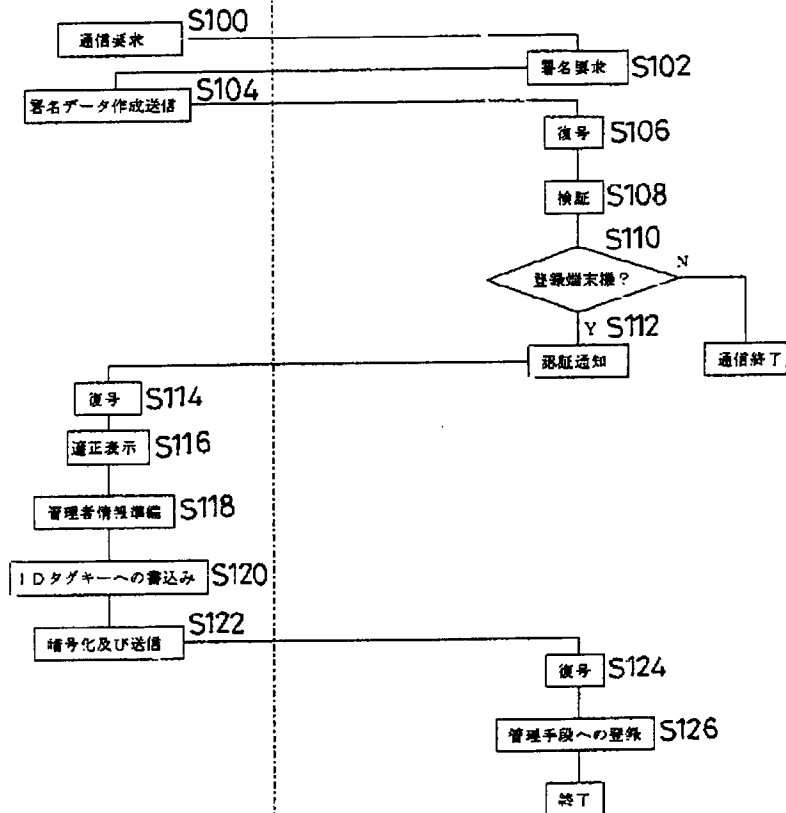 通信要求 S100
署名要求 S102
署名データ作成送信 S104
復号 S106
検証 S108
S110
登録端末機？
N
Y S112
認証通知
通信終了
復号 S114
適正表示 S116
管理者情報準備 S118
IDタグキーへの書込み S120
暗号化及び送信 S122
復号 S124
管理手段への登録 S126
終了